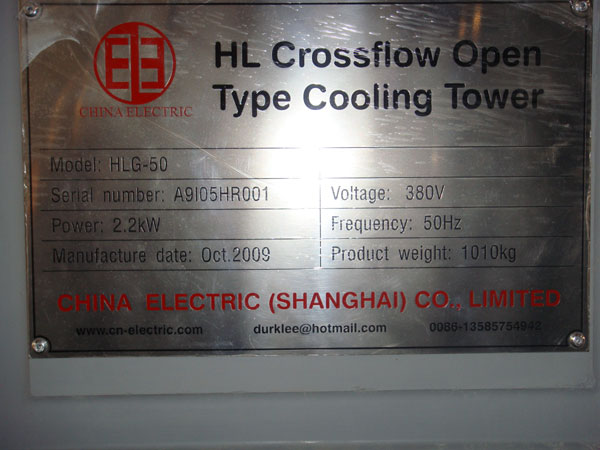 HL Crossflow Open
Type Cooling Tower
CHINA ELECTRIC
Model: HLG-50
Serial number: A9I05HR001 Voltage: 380V
Power: 2.2kW Frequency: 50Hz
Manufacture date: Oct.2009 Product weight: 1010kg
CHINA ELECTRIC (SHANGHAI) CO., LIMITED
www.cn-electric.com durklee@hotmail.com 0086-13585754942